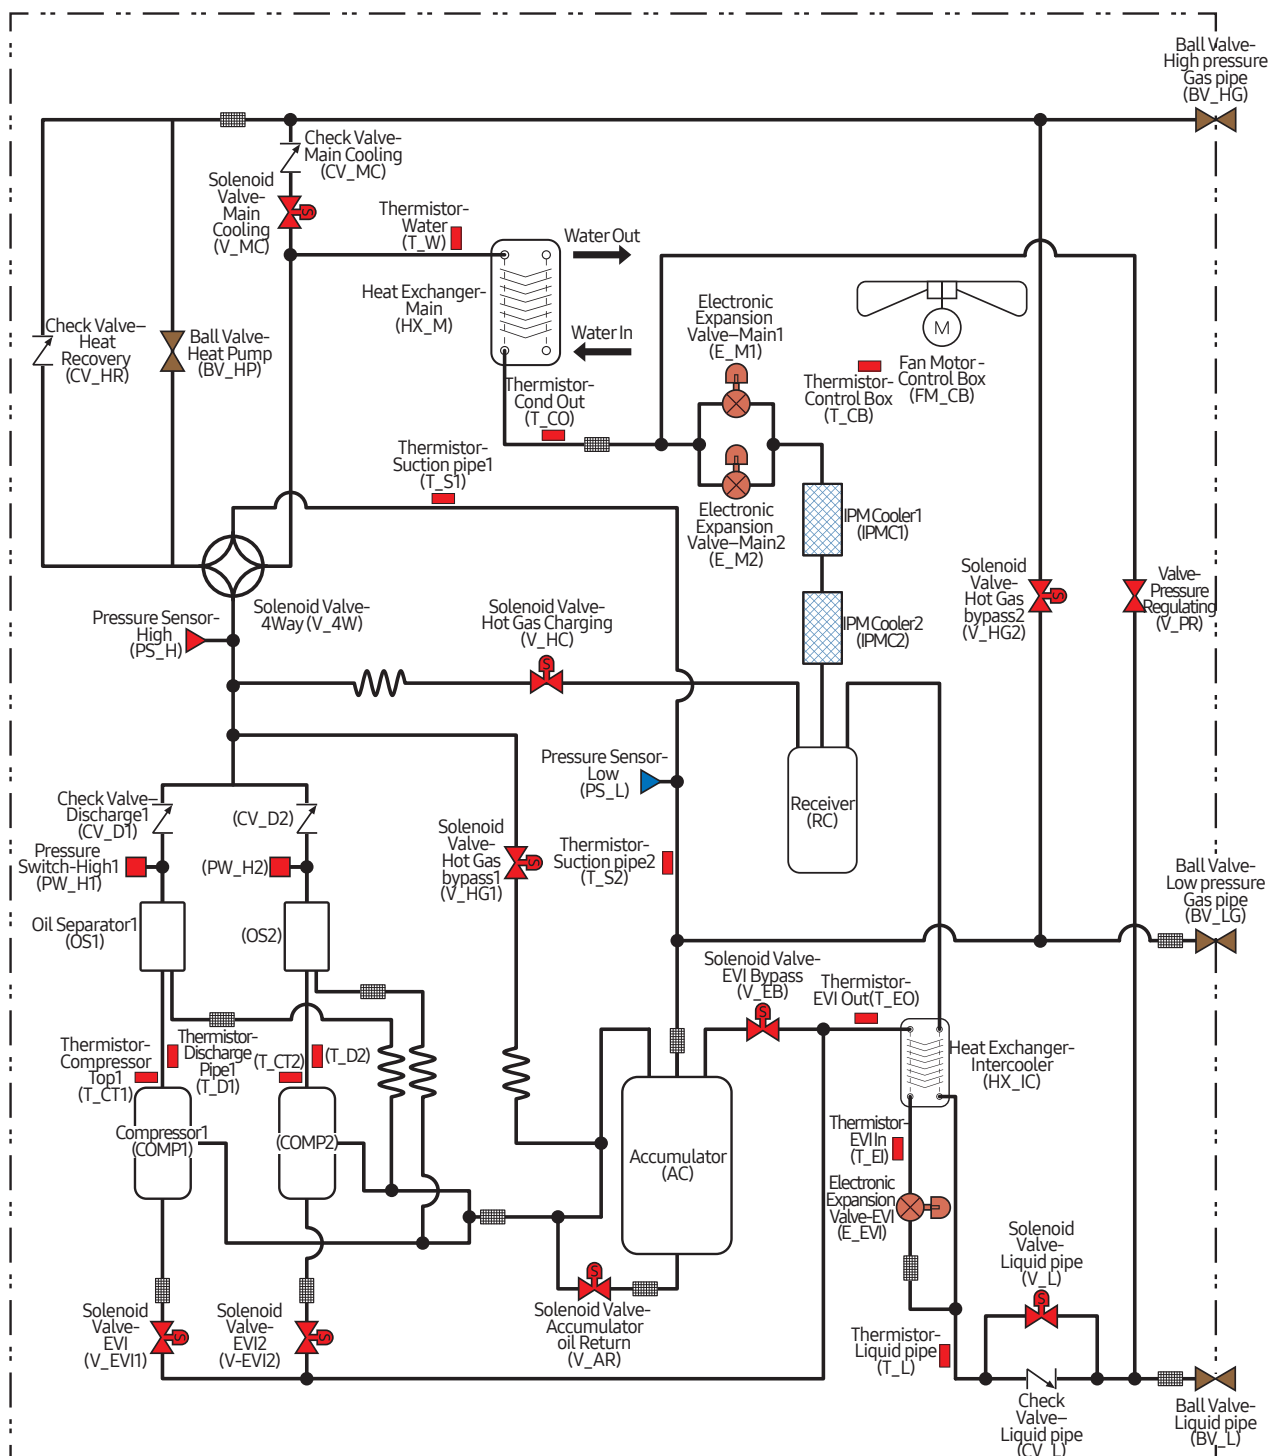 Ball Valve-
High pressure
Gas pipe
(BV_HG)
Check Valve-
Main Cooling
(CV_MC)
Solenoid
Valve-
Main
Cooling
(V_MC)
S
Thermistor-
Water
(T_W)
Water Out
Heat Exchanger-
Main
(HX_M)
Water In
Electronic
Expansion
Valve–Main1
(E_M1)
M
Fan Motor-
Control Box
(FM_CB)
Thermistor-
Control Box
(T_CB)
Check Valve–
Heat
Recovery
(CV_HR)
Ball Valve-
Heat Pump
(BV_HP)
Thermistor-
Cond Out
(T_CO)
Thermistor-
Suction pipe1
(T_S1)
Electronic
Expansion
Valve–Main2
(E_M2)
IPM Cooler1
(IPMC1)
Solenoid
Valve-
Hot Gas
bypass2
(V_HG2)
S
Valve-
Pressure
Regulating
(V_PR)
Solenoid Valve-
4Way (V_4W)
Pressure Sensor-
High
(PS_H)
Solenoid Valve-
Hot Gas Charging
(V_HC)
S
IPM Cooler2
(IPMC2)
Pressure Sensor-
Low
(PS_L)
Receiver
(RC)
Check Valve–
Discharge1
(CV_D1)
(CV_D2)
Pressure
Switch-High1
(PW_H1)
(PW_H2)
Solenoid
Valve-
Hot Gas
bypass1
(V_HG1)
S
Thermistor-
Suction pipe2
(T_S2)
Ball Valve-
Low pressure
Gas pipe
(BV_LG)
Oil Separator1
(OS1)
(OS2)
Solenoid Valve-
EVI Bypass
(V_EB)
S
Thermistor-
EVI Out(T_EO)
Thermistor-
Compressor
Top1
(T_CT1)
Thermistor-
Discharge
Pipe1
(T_D1)
(T_CT2)
(T_D2)
Heat Exchanger-
Intercooler
(HX_IC)
Compressor1
(COMP1)
(COMP2)
Accumulator
(AC)
Thermistor-
EVI In
(T_EI)
Electronic
Expansion
Valve-EVI
(E_EVI)
Solenoid
Valve-
Liquid pipe
(V_L)
S
Solenoid
Valve-
EVI
(V_EVI1)
S
Solenoid
Valve-
EVI2
(V-EVI2)
S
S
Solenoid Valve-
Accumulator
oil Return
(V_AR)
Thermistor-
Liquid pipe
(T_L)
Check
Valve–
Liquid pipe
(CV_L)
Ball Valve-
Liquid pipe
(BV_L)